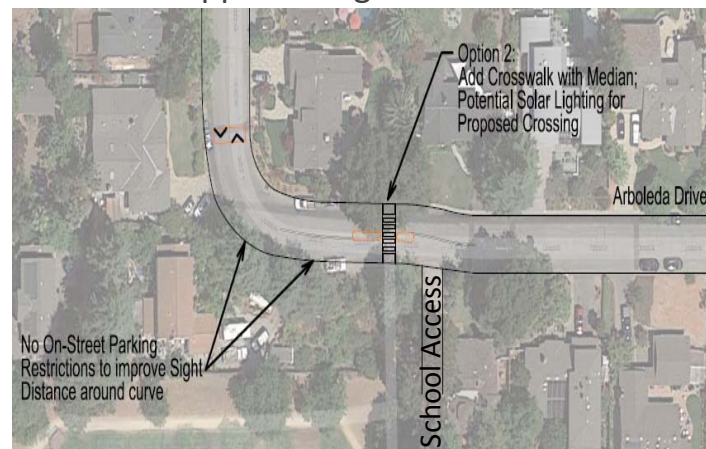 Option 2:
Add Crosswalk with Median;
Potential Solar Lighting for
Proposed Crossing
Arboleda Drive
No On-Street Parking
Restrictions to improve Sight
Distance around curve
School Access